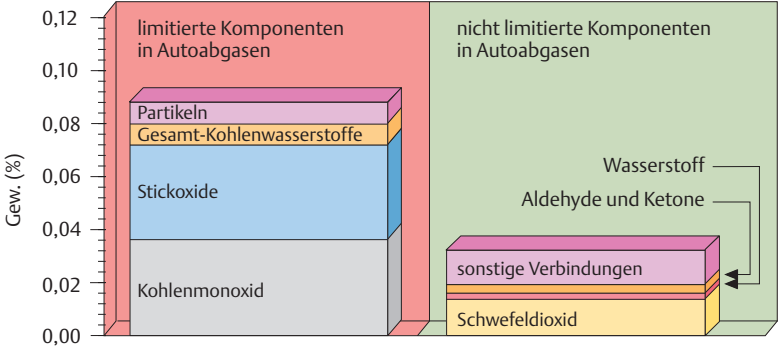 Gew. (%)
0,12
0,10
0,08
0,06
0,04
0,02
0,00
limitierte Komponenten
in Autoabgasen
Partikeln
Gesamt-Kohlenwasserstoffe
Stickoxide
Kohlenmonoxid
nicht limitierte Komponenten
in Autoabgasen
Wasserstoff
Aldehyde und Ketone
sonstige Verbindungen
Schwefeldioxid